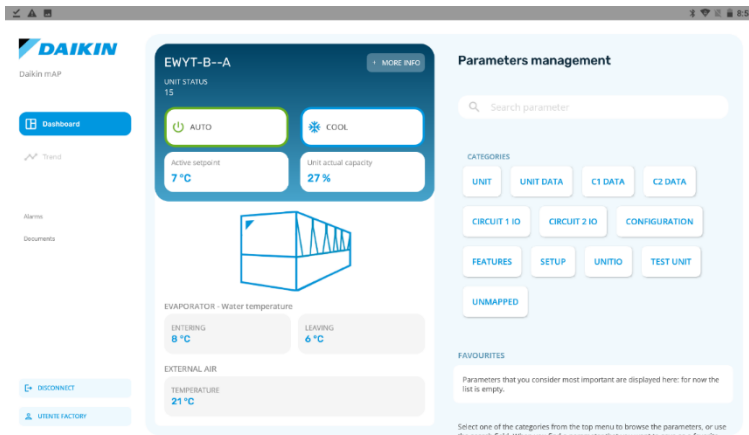 8:5
DAIKIN
Daikin mAP
Dashboard
Trend
Alarms
Documents
DISCONNECT
UTENTE FACTORY
EWYT-B--A
MORE INFO
UNIT STATUS
15
AUTO
COOL
Active setpoint
7 °C
Unit actual capacity
27 %
EVAPORATOR - Water temperature
ENTERING
8 °C
LEAVING
6 °C
EXTERNAL AIR
TEMPERATURE
21 °C
Parameters management
Search parameter
CATEGORIES
UNIT
UNIT DATA
C1 DATA
C2 DATA
CIRCUIT 1 IO
CIRCUIT 2 IO
CONFIGURATION
FEATURES
SETUP
UNITIO
TEST UNIT
UNMAPPED
FAVOURITES
Parameters that you consider most important are displayed here: for now the
list is empty.
Select one of the categories from the top menu to browse the parameters, or use